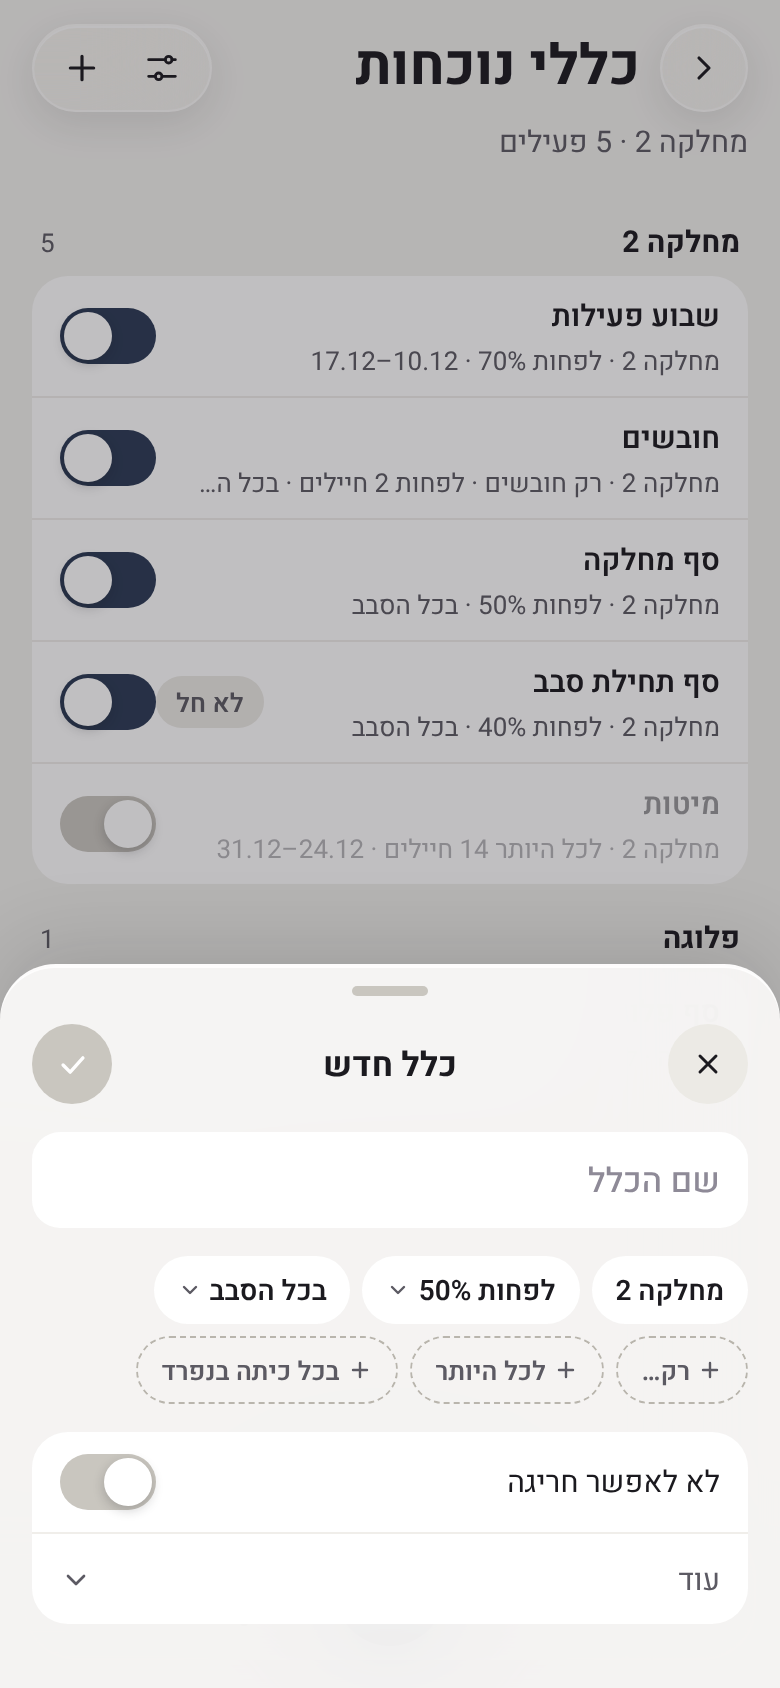 כללי נוכחות
מחלקה 2 · 5 פעילים
מחלקה 2
5
שבוע פעילות
מחלקה 2 · לפחות 70% · 10.12–17.12
חובשים
מחלקה 2 · רק חובשים · לפחות 2 חיילים · בכל ה...
סף מחלקה
מחלקה 2 · לפחות 50% · בכל הסבב
סף תחילת סבב
לא חל
מחלקה 2 · לפחות 40% · בכל הסבב
מיטות
מחלקה 2 · לכל היותר 14 חיילים · 24.12–31.12
פלוגה
1
כלל חדש
שם הכלל
מחלקה 2
לפחות 50%
בכל הסבב
+ רק...
+ לכל היותר
+ בכל כיתה בנפרד
לא לאפשר חריגה
עוד